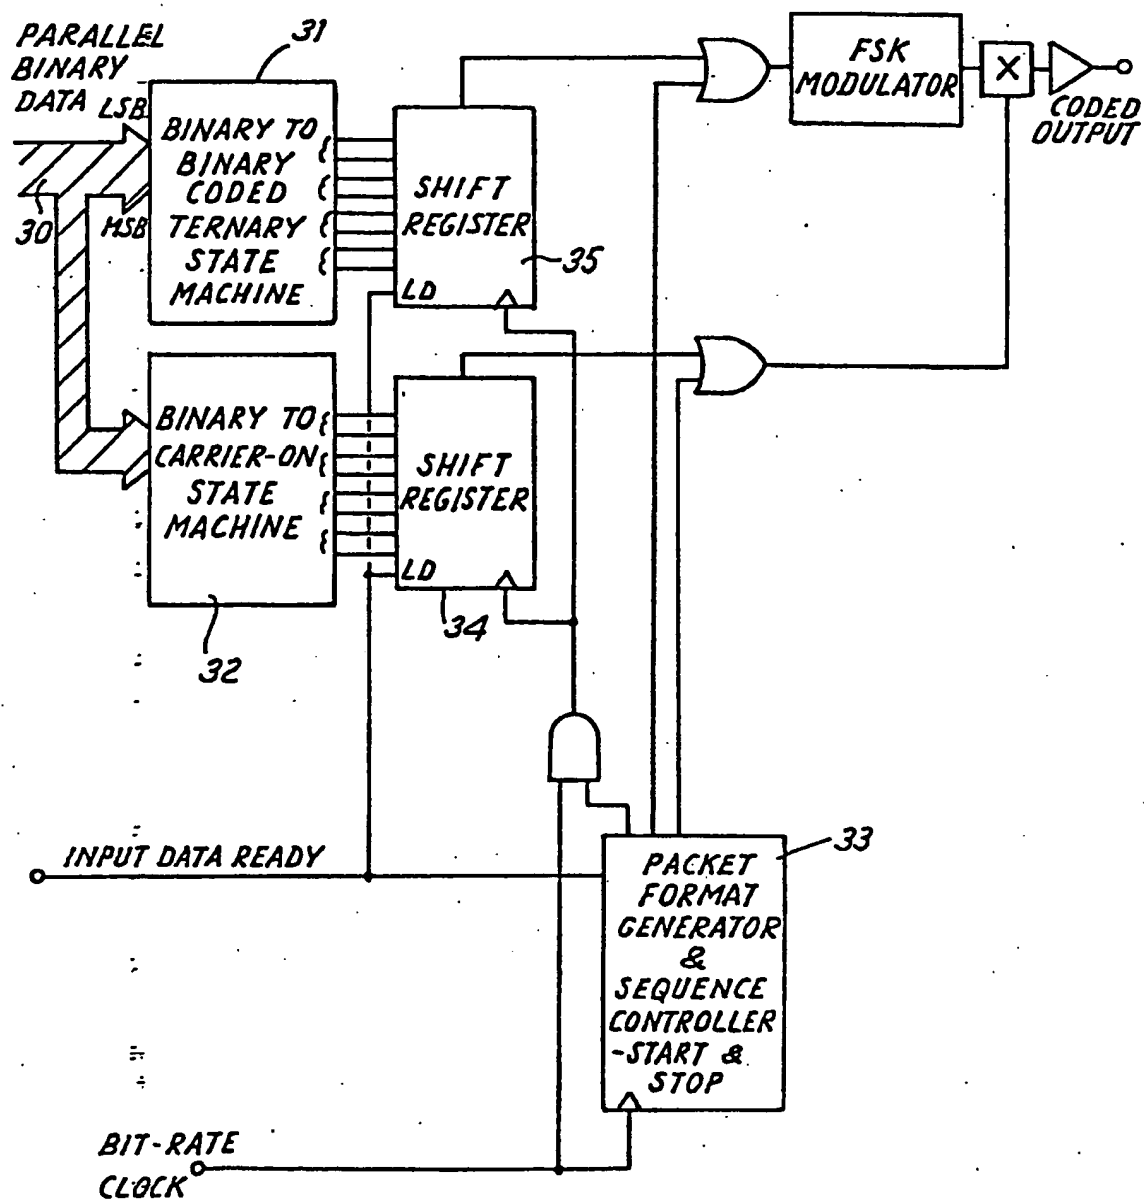 PARALLEL
BINARY
DATA
LSB
MSB
30
31
BINARY TO
BINARY
CODED
TERNARY
STATE
MACHINE
SHIFT
REGISTER
35
LD
FSK
MODULATOR
X
CODED
OUTPUT
BINARY TO
CARRIER-ON
STATE
MACHINE
32
SHIFT
REGISTER
LD
34
INPUT DATA READY
33
PACKET
FORMAT
GENERATOR
&
SEQUENCE
CONTROLLER
-START &
STOP
BIT-RATE
CLOCK